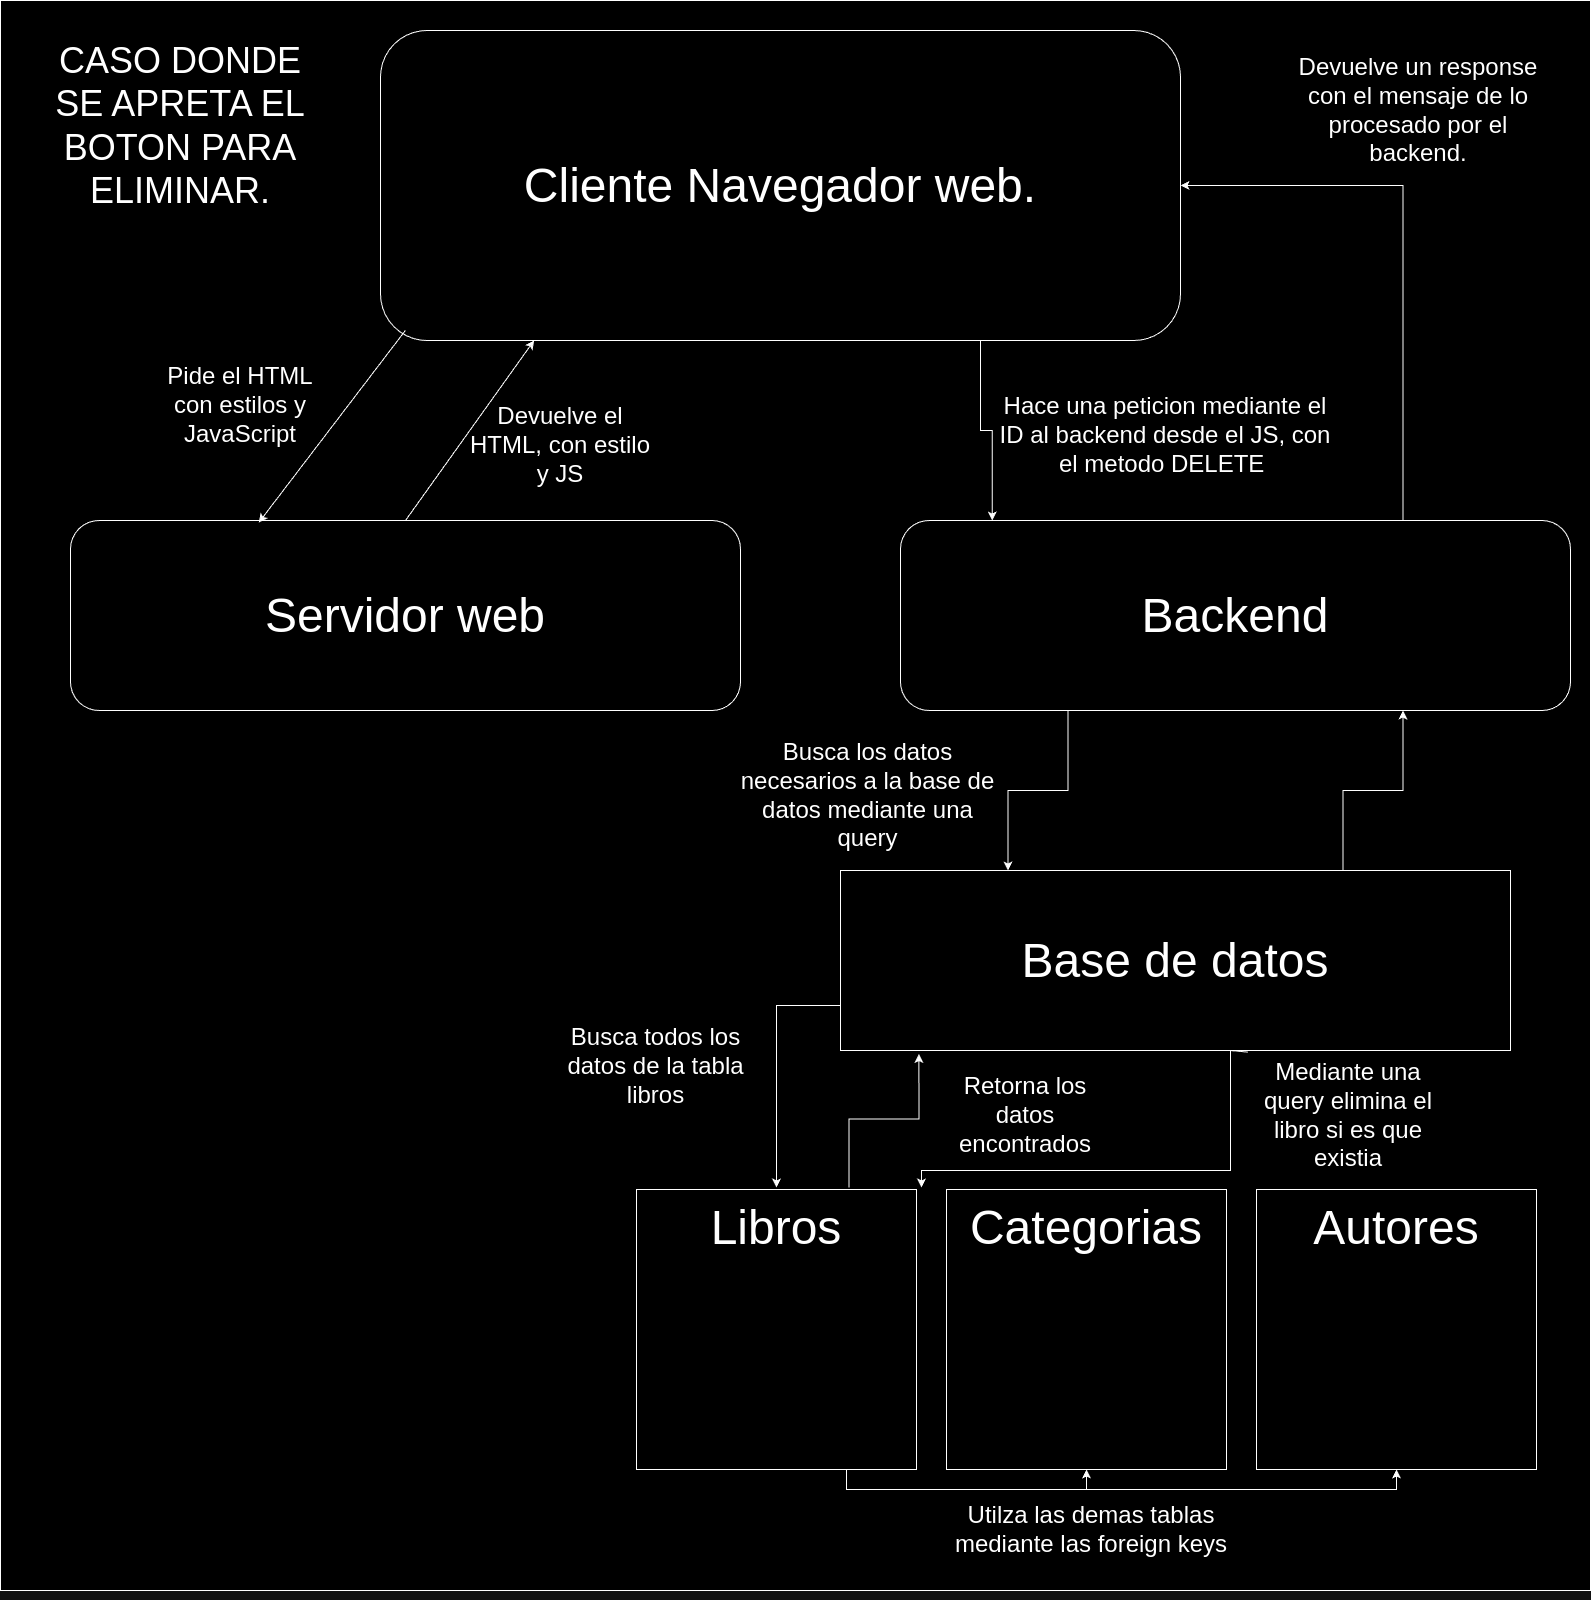 CASO DONDE
SE APRETA EL
BOTON PARA
ELIMINAR.
Cliente Navegador web.
Devuelve un response
con el mensaje de lo
procesado por el
backend.
Pide el HTML
con estilos y
JavaScript
Devuelve el
HTML, con estilo
y JS
Hace una peticion mediante el
ID al backend desde el JS, con
el metodo DELETE
Servidor web
Backend
Busca los datos
necesarios a la base de
datos mediante una
query
Base de datos
Busca todos los
datos de la tabla
libros
Retorna los
datos
encontrados
Mediante una
query elimina el
libro si es que
existia
Libros
Categorias
Autores
Utilza las demas tablas
mediante las foreign keys